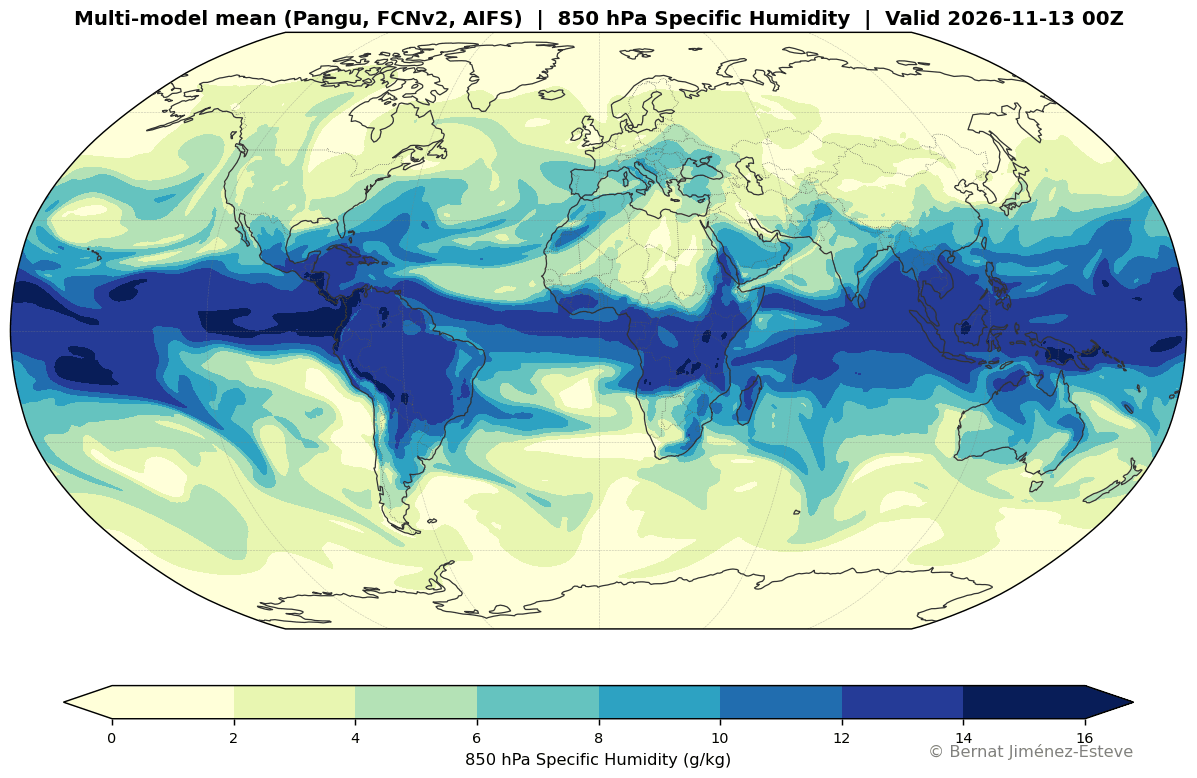 Multi-model mean (Pangu, FCNv2, AIFS) | 850 hPa Specific Humidity | Valid 2026-11-13 00Z
0 2 4 6 8 10 12 14 16
850 hPa Specific Humidity (g/kg)
© Bernat Jiménez-Esteve